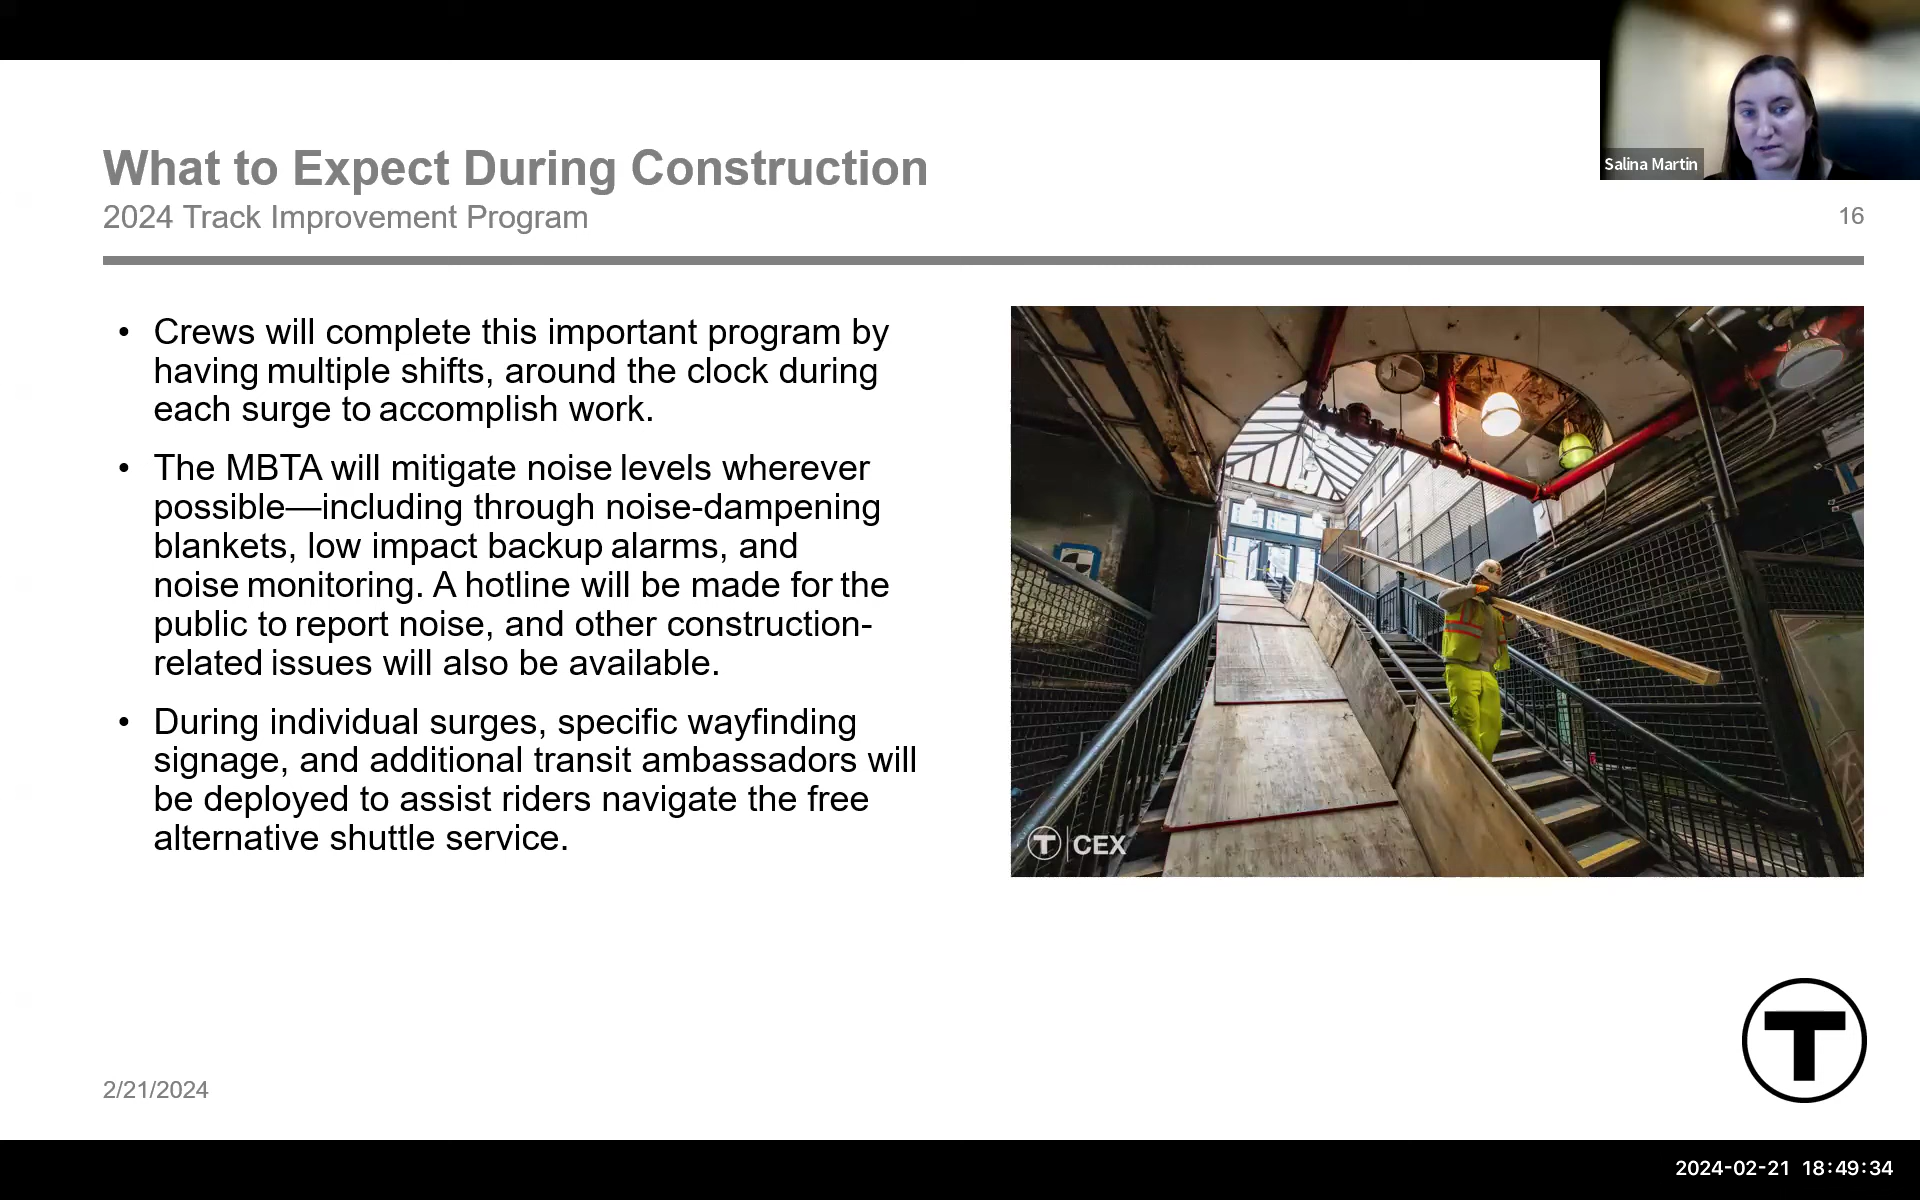 Salina Martin
What to Expect During Construction
2024 Track Improvement Program
16
• Crews will complete this important program by
having multiple shifts, around the clock during
each surge to accomplish work.
• The MBTA will mitigate noise levels wherever
possible—including through noise-dampening
blankets, low impact backup alarms, and
noise monitoring. A hotline will be made for the
public to report noise, and other construction-
related issues will also be available.
• During individual surges, specific wayfinding
signage, and additional transit ambassadors will
be deployed to assist riders navigate the free
alternative shuttle service.
T | CEX
T
2/21/2024
2024-02-21 18:49:34